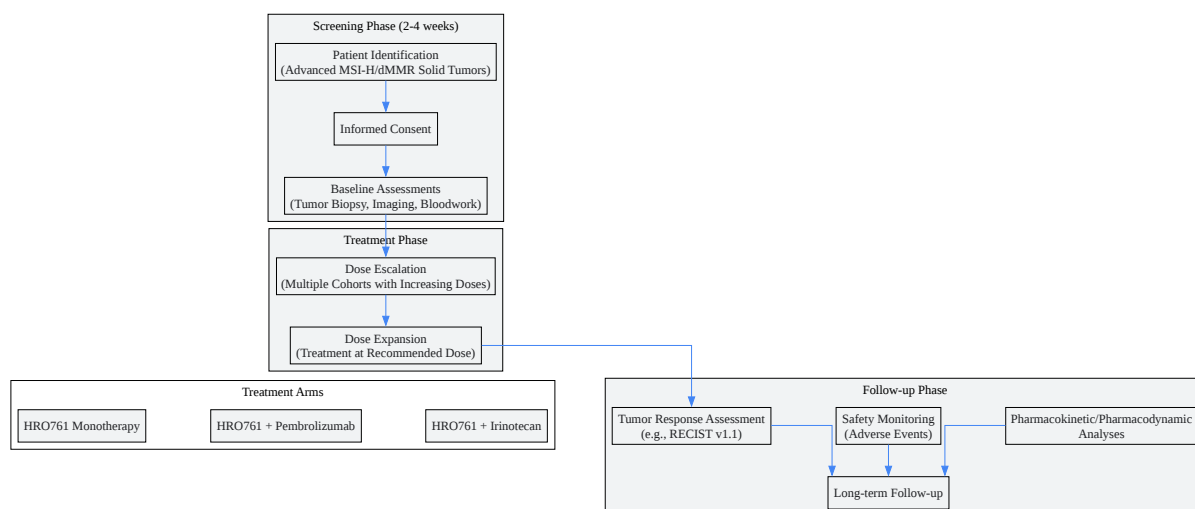 Screening Phase (2-4 weeks)
Patient Identification
(Advanced MSI-H/dMMR Solid Tumors)
Informed Consent
Baseline Assessments
(Tumor Biopsy, Imaging, Bloodwork)
Treatment Phase
Dose Escalation
(Multiple Cohorts with Increasing Doses)
Dose Expansion
(Treatment at Recommended Dose)
Treatment Arms
HRO761 Monotherapy
HRO761 + Pembrolizumab
HRO761 + Irinotecan
Follow-up Phase
Tumor Response Assessment
(e.g., RECIST v1.1)
Safety Monitoring
(Adverse Events)
Pharmacokinetic/Pharmacodynamic
Analyses
Long-term Follow-up